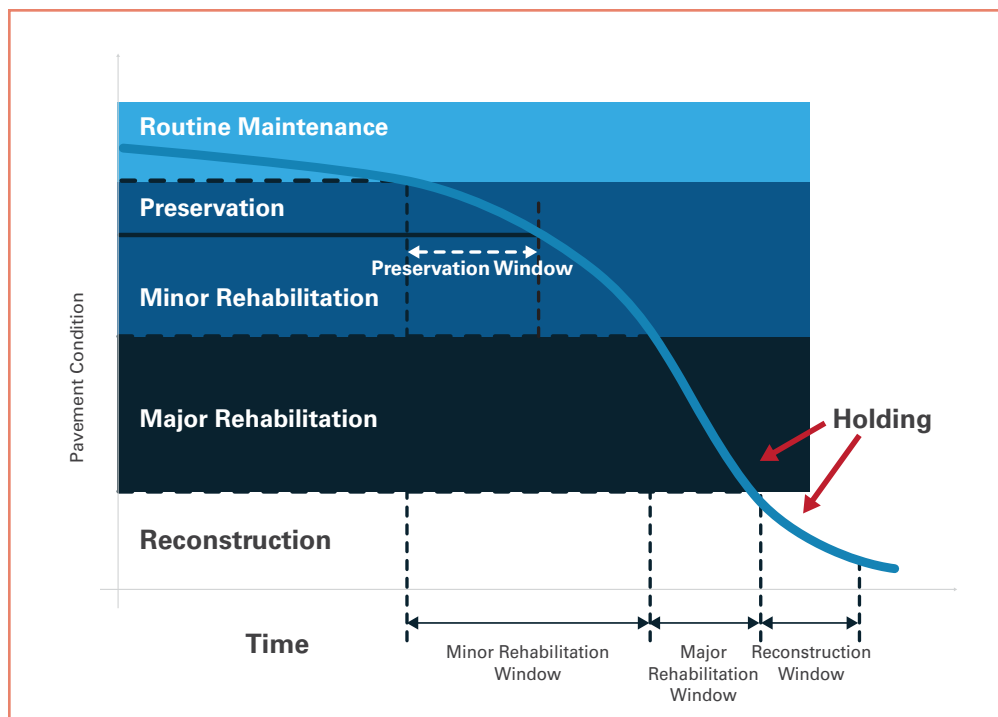 Routine Maintenance
Preservation
Preservation Window
Minor Rehabilitation
Pavement Condition
Major Rehabilitation
Holding
Reconstruction
Time
Minor Rehabilitation
Window
Major
Rehabilitation
Window
Reconstruction
Window